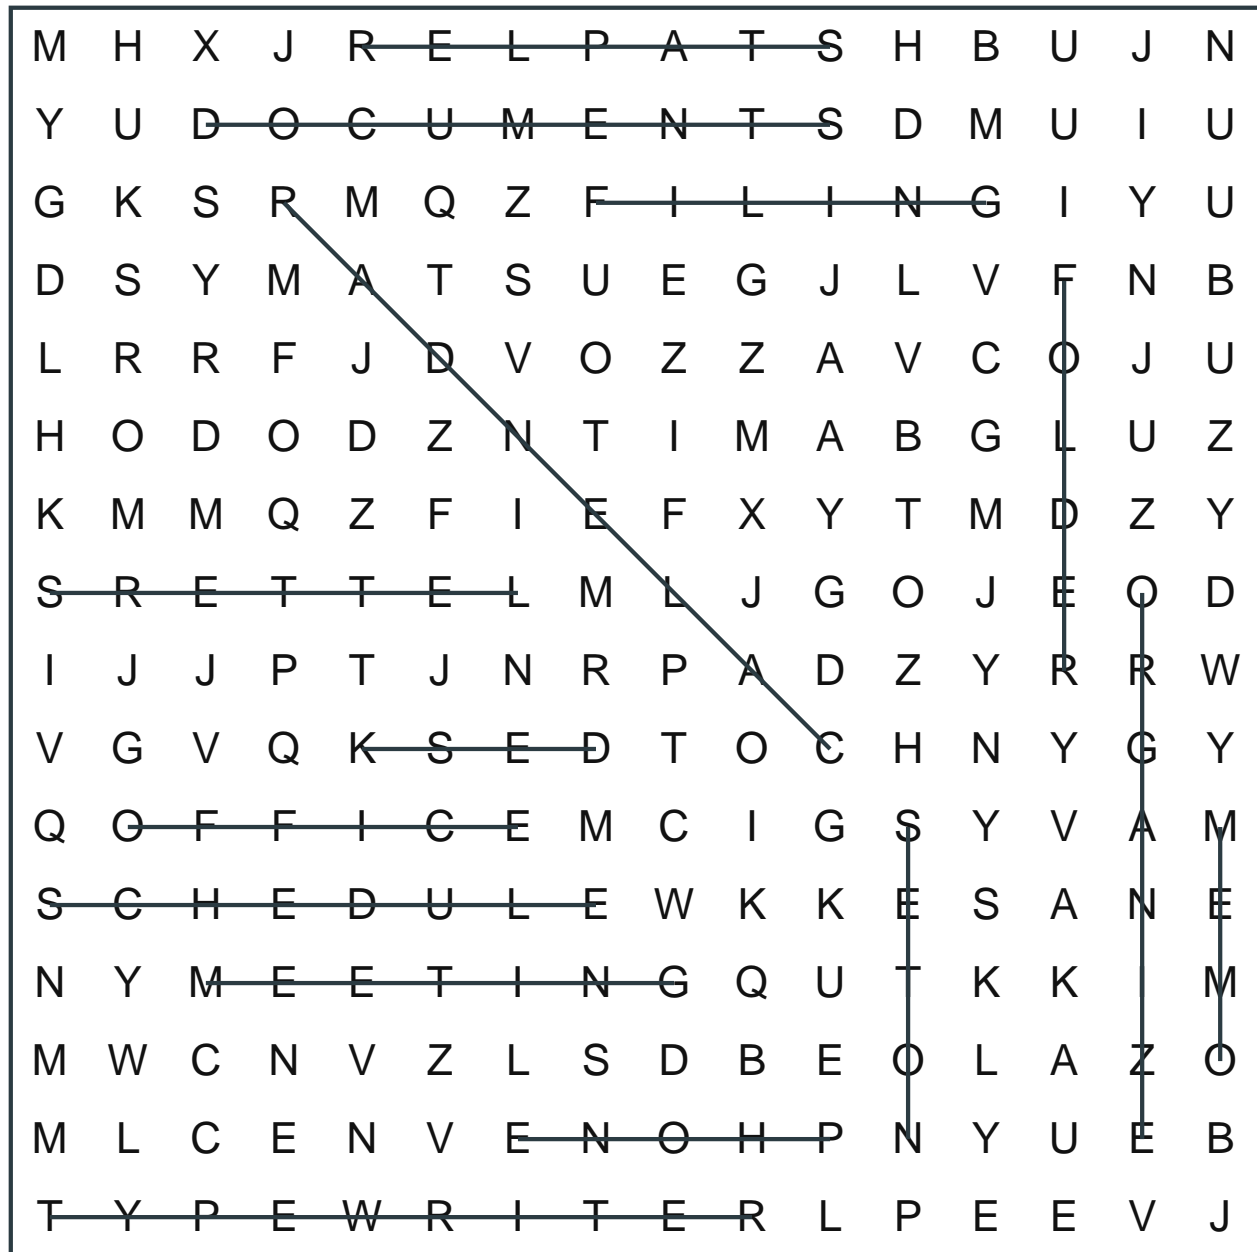 M H X J R E L P A T S H B U J N
Y U D O C U M E N T S D M U I U
G K S R M Q Z F I L I N G I Y U
D S Y M A T S U E G J L V F N B
L R R F J D V O Z Z A V C O J U
H O D O D Z N T I M A B G L U Z
K M M Q Z F I E F X Y T M D Z Y
S R E T T E L M L J G O J E O D
I J J P T J N R P A D Z Y R R W
V G V Q K S E D T O C H N Y G Y
Q O F F I C E M C I G S Y V A M
S C H E D U L E W K K E S A N E
N Y M E E T I N G Q U T K K I M
M W C N V Z L S D B E O L A Z O
M L C E N V E N O H P N Y U E B
T Y P E W R I T E R L P E E V J